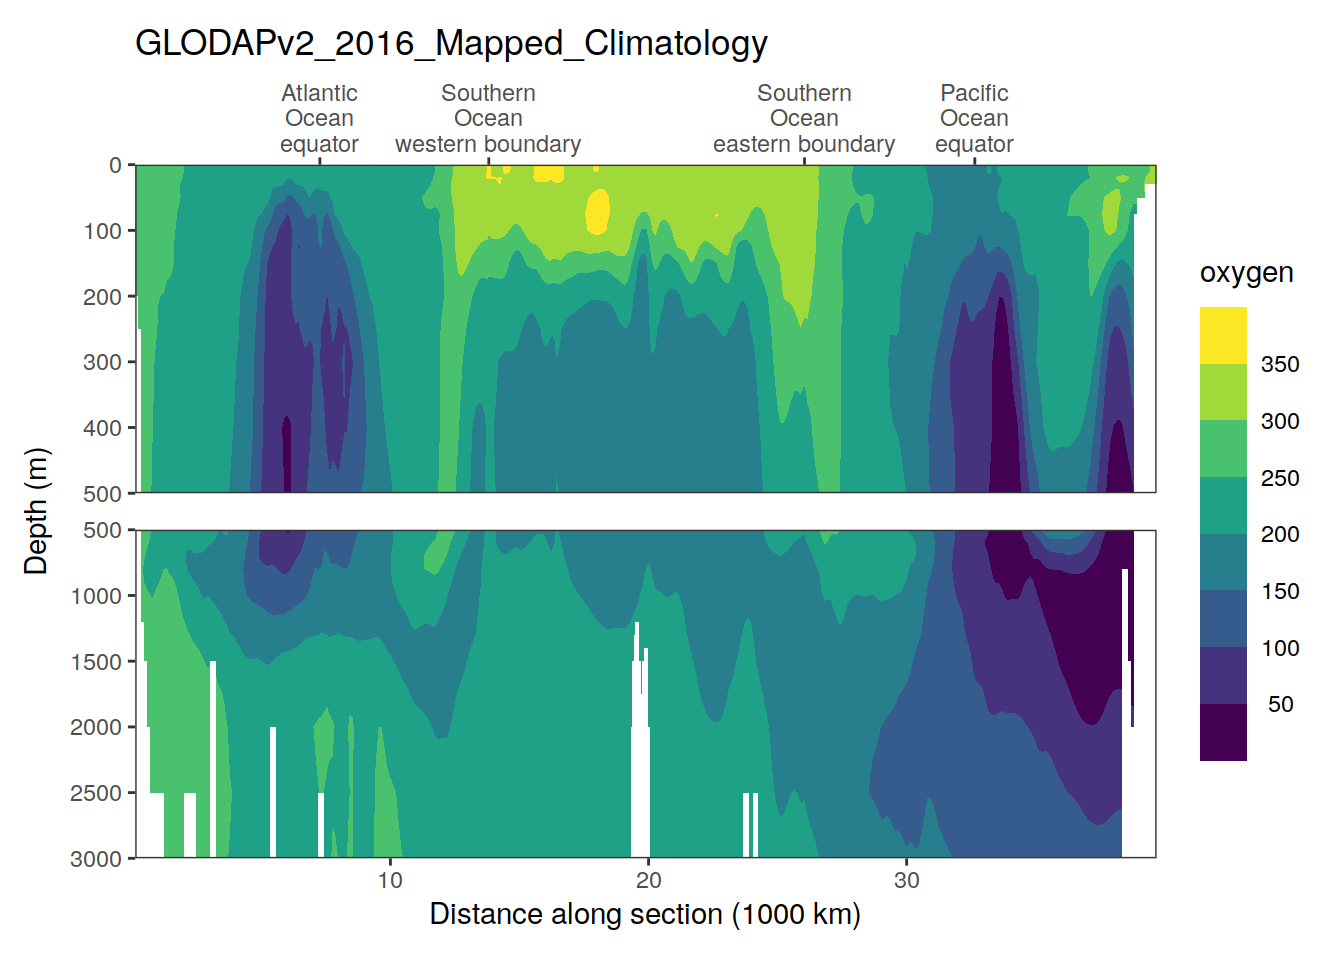 GLODAPv2_2016_Mapped_Climatology
Atlantic
Ocean
equator
Southern
Ocean
western boundary
Southern
Ocean
eastern boundary
Pacific
Ocean
equator
0
100
200
300
400
500
500
1000
1500
2000
2500
3000
Depth (m)
10
20
30
Distance along section (1000 km)
oxygen
350
300
250
200
150
100
50